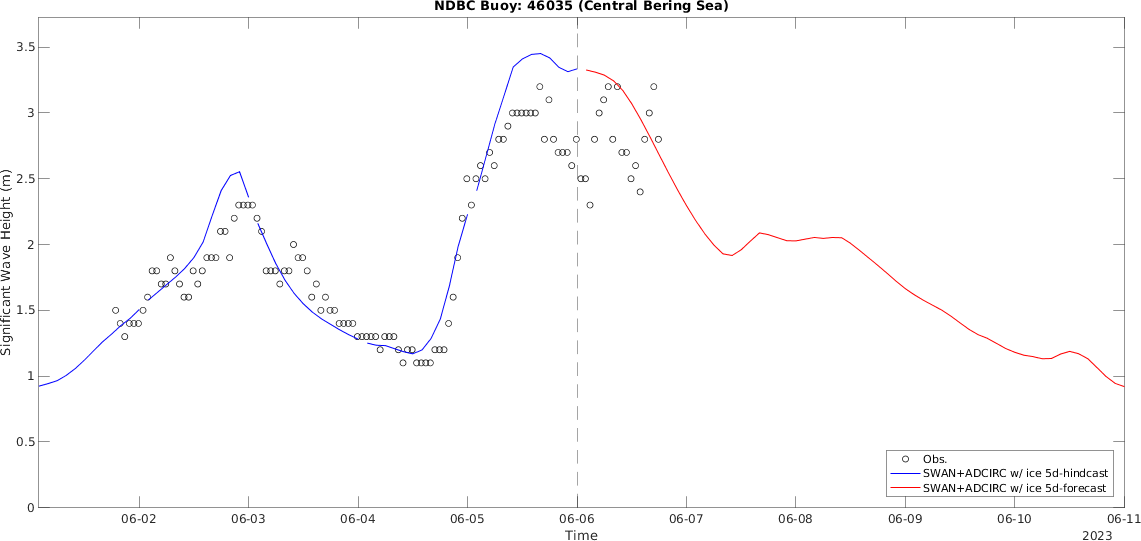 NDBC Buoy: 46035 (Central Bering Sea)
Significant Wave Height (m)
3.5
3
2.5
2
1.5
1
0.5
0
Obs.
SWAN+ADCIRC w/ ice 5d-hindcast
SWAN+ADCIRC w/ ice 5d-forecast
06-02 06-03 06-04 06-05 06-06 06-07 06-08 06-09 06-10 06-11
Time
2023